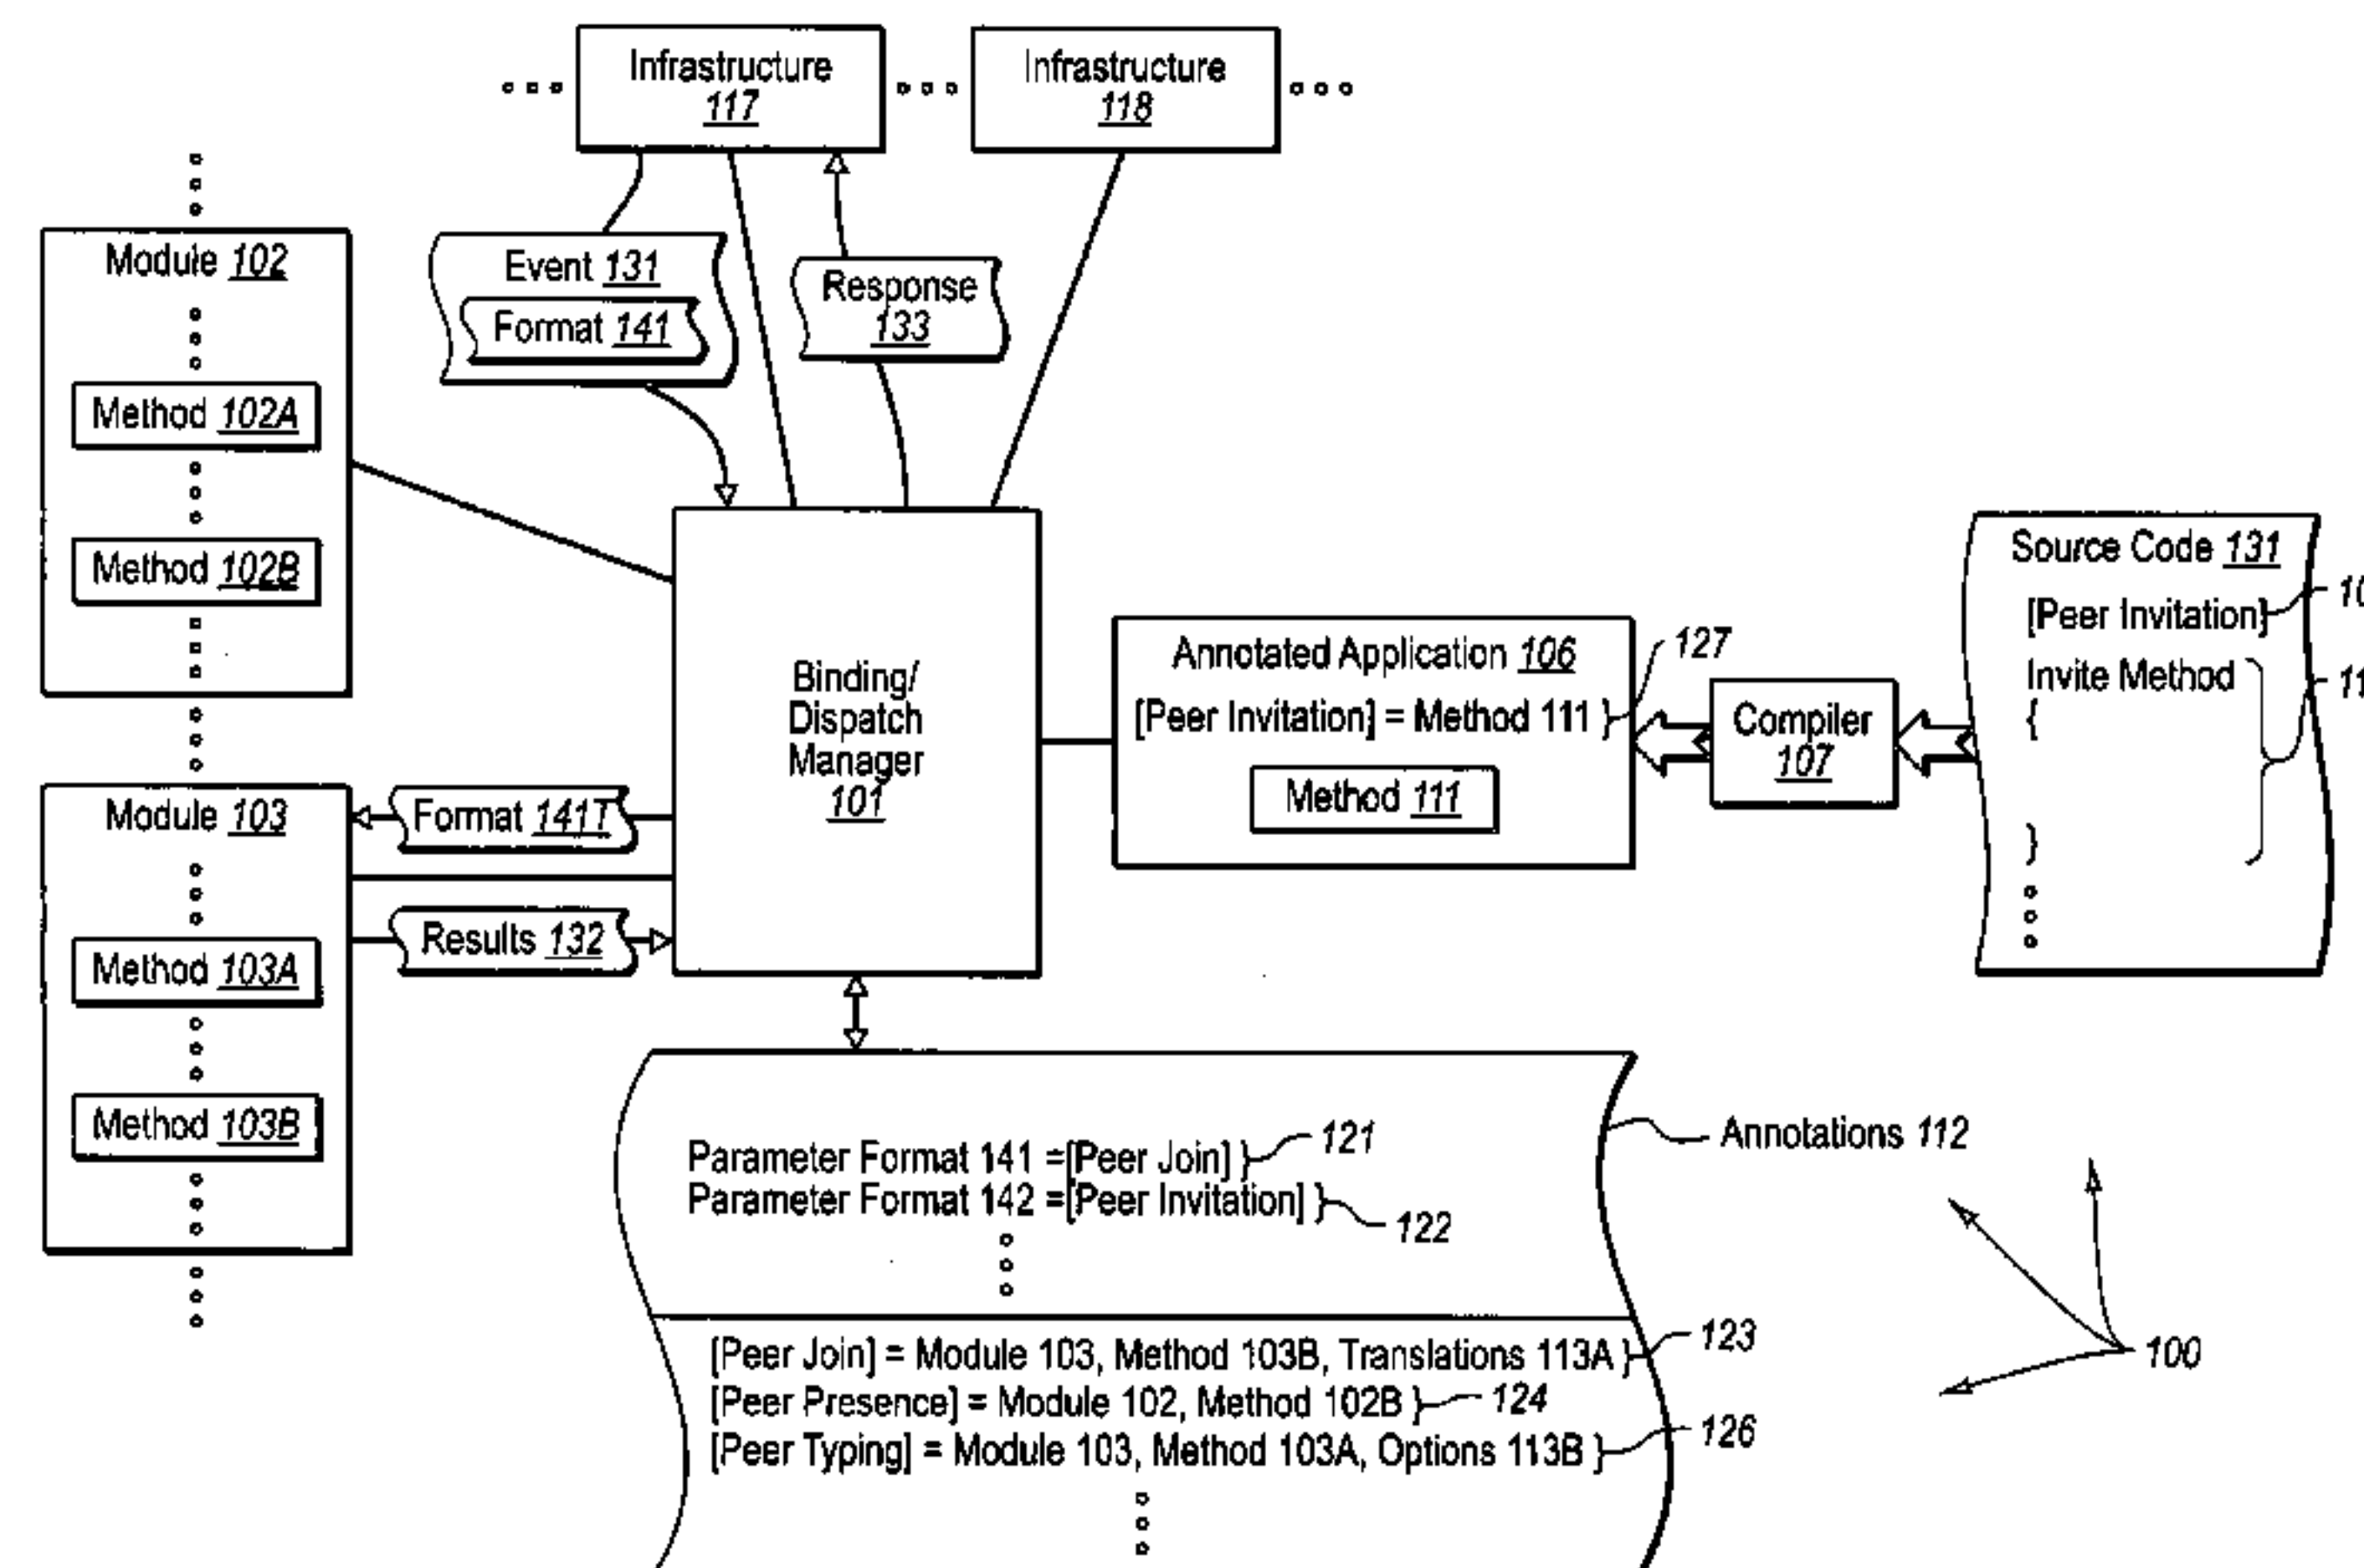 Infrastructure
117
Infrastructure
118
Module 102
Method 102A
Method 102B
Event 131
Format 141
Response
133
Module 103
Method 103A
Method 103B
Format 141T
Results 132
Binding/
Dispatch
Manager
101
Annotated Application 106
[Peer Invitation] = Method 111 }
127
Method 111
Compiler
107
Source Code 131
[Peer Invitation]
Invite Method
{
}
Parameter Format 141 =[Peer Join] }
121
Parameter Format 142 =[Peer Invitation] }
122
Annotations 112
[Peer Join] = Module 103, Method 103B, Translations 113A }
123
[Peer Presence] = Module 102, Method 102B }
124
[Peer Typing] = Module 103, Method 103A, Options 113B }
126
100